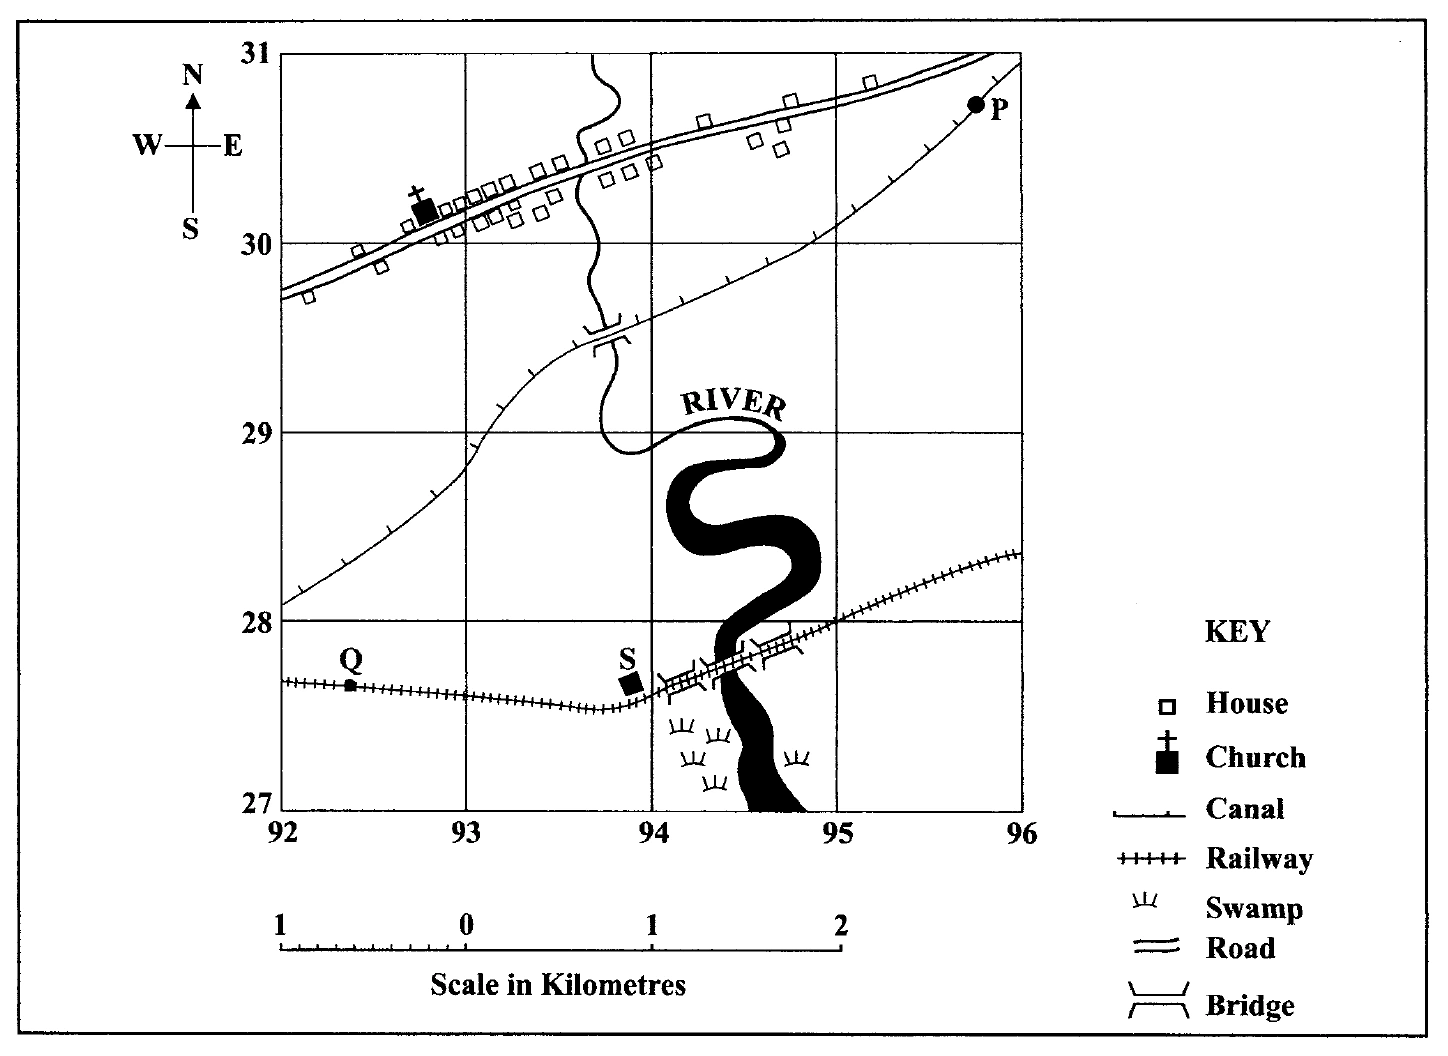 31
N
P
W E
S
30
RIVER
29
28
KEY
Q
S
House
Church
27
Canal
92 93 94 95 96
Railway
Swamp
1 0 1 2
Road
Scale in Kilometres
Bridge